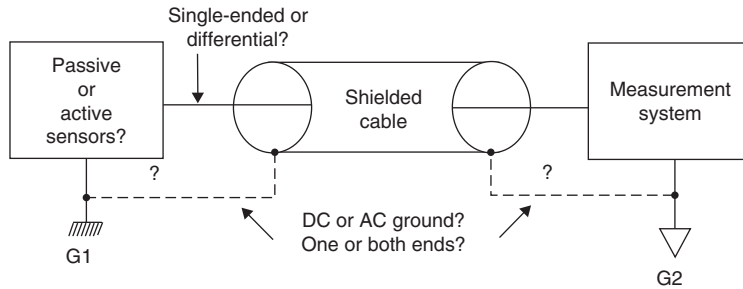 Single-ended or
differential?
Passive
or
active
sensors?
Shielded
cable
Measurement
system
?
?
DC or AC ground?
One or both ends?
G1
G2